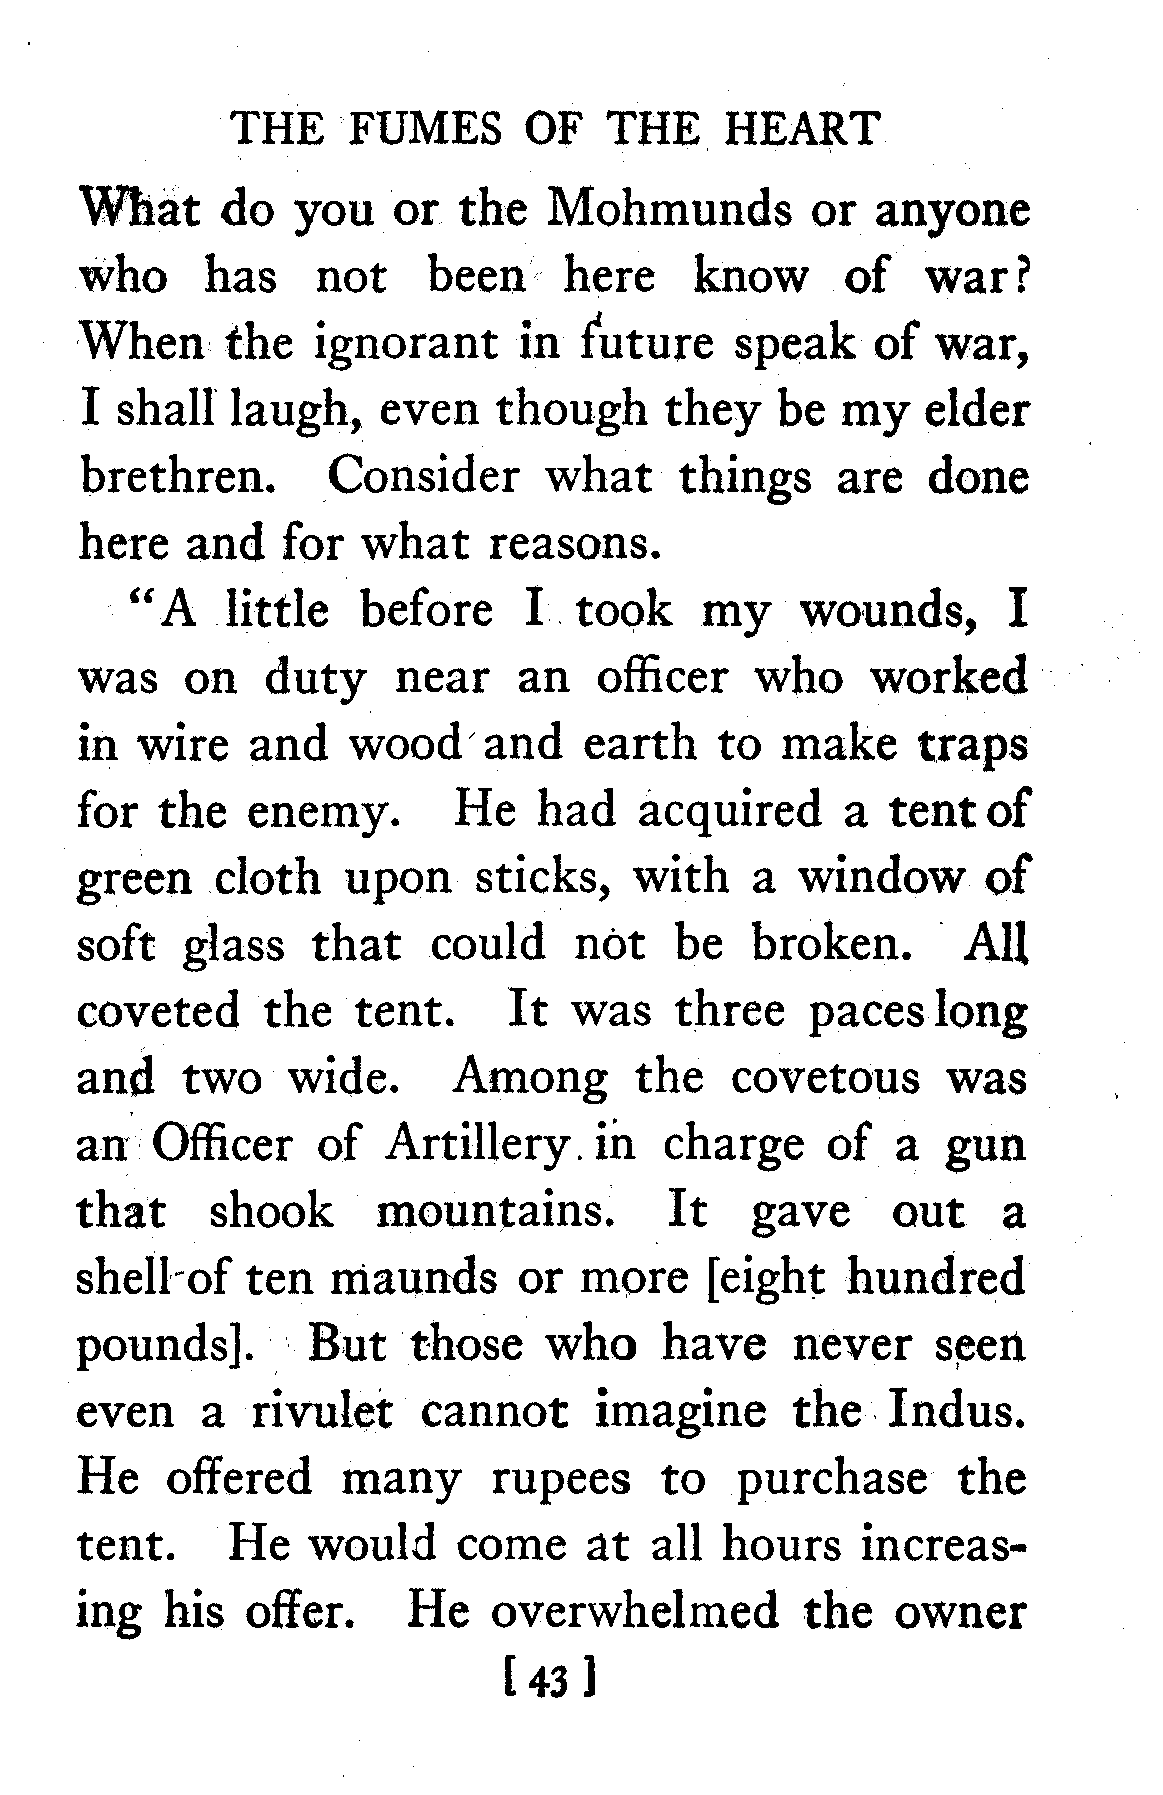 THE FUMES OF THE HEART
What do you or the Mohmunds or anyone
who has not been here know of war?
When the ignorant in future speak of war,
I shall laugh, even though they be my elder
brethren. Consider what things are done
here and for what reasons.
“A little before I took my wounds, I
was on duty near an officer who worked
in wire and wood and earth to make traps
for the enemy. He had acquired a tent of
green cloth upon sticks, with a window of
soft glass that could not be broken. All
coveted the tent. It was three paces long
and two wide. Among the covetous was
an Officer of Artillery in charge of a gun
that shook mountains. It gave out a
shell of ten maunds or more [eight hundred
pounds]. But those who have never seen
even a rivulet cannot imagine the Indus.
He offered many rupees to purchase the
tent. He would come at all hours increas-
ing his offer. He overwhelmed the owner
[ 43 ]